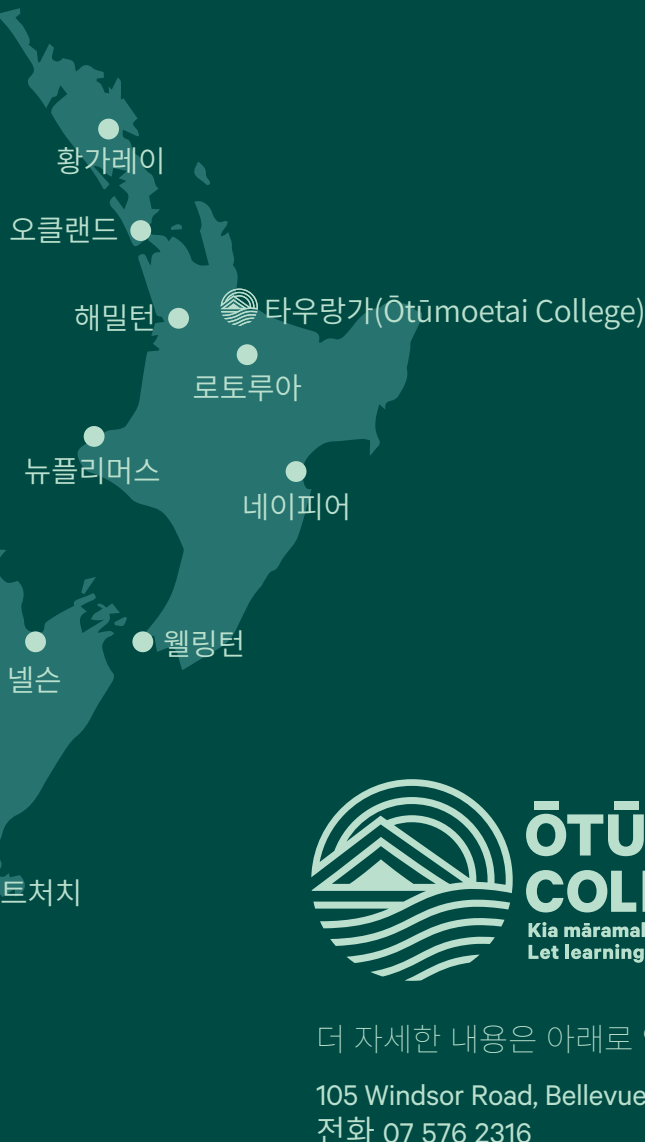 황가레이
오클랜드
해밀턴
타우랑가(Ōtūmoetai College)
로토루아
뉴플리머스
네이피어
웰링턴
넬슨
트처치
ŌTŪ
COLL
Kia māramal
Let learning
더 자세한 내용은 아래로
105 Windsor Road, Bellevue
전화 07 576 2316